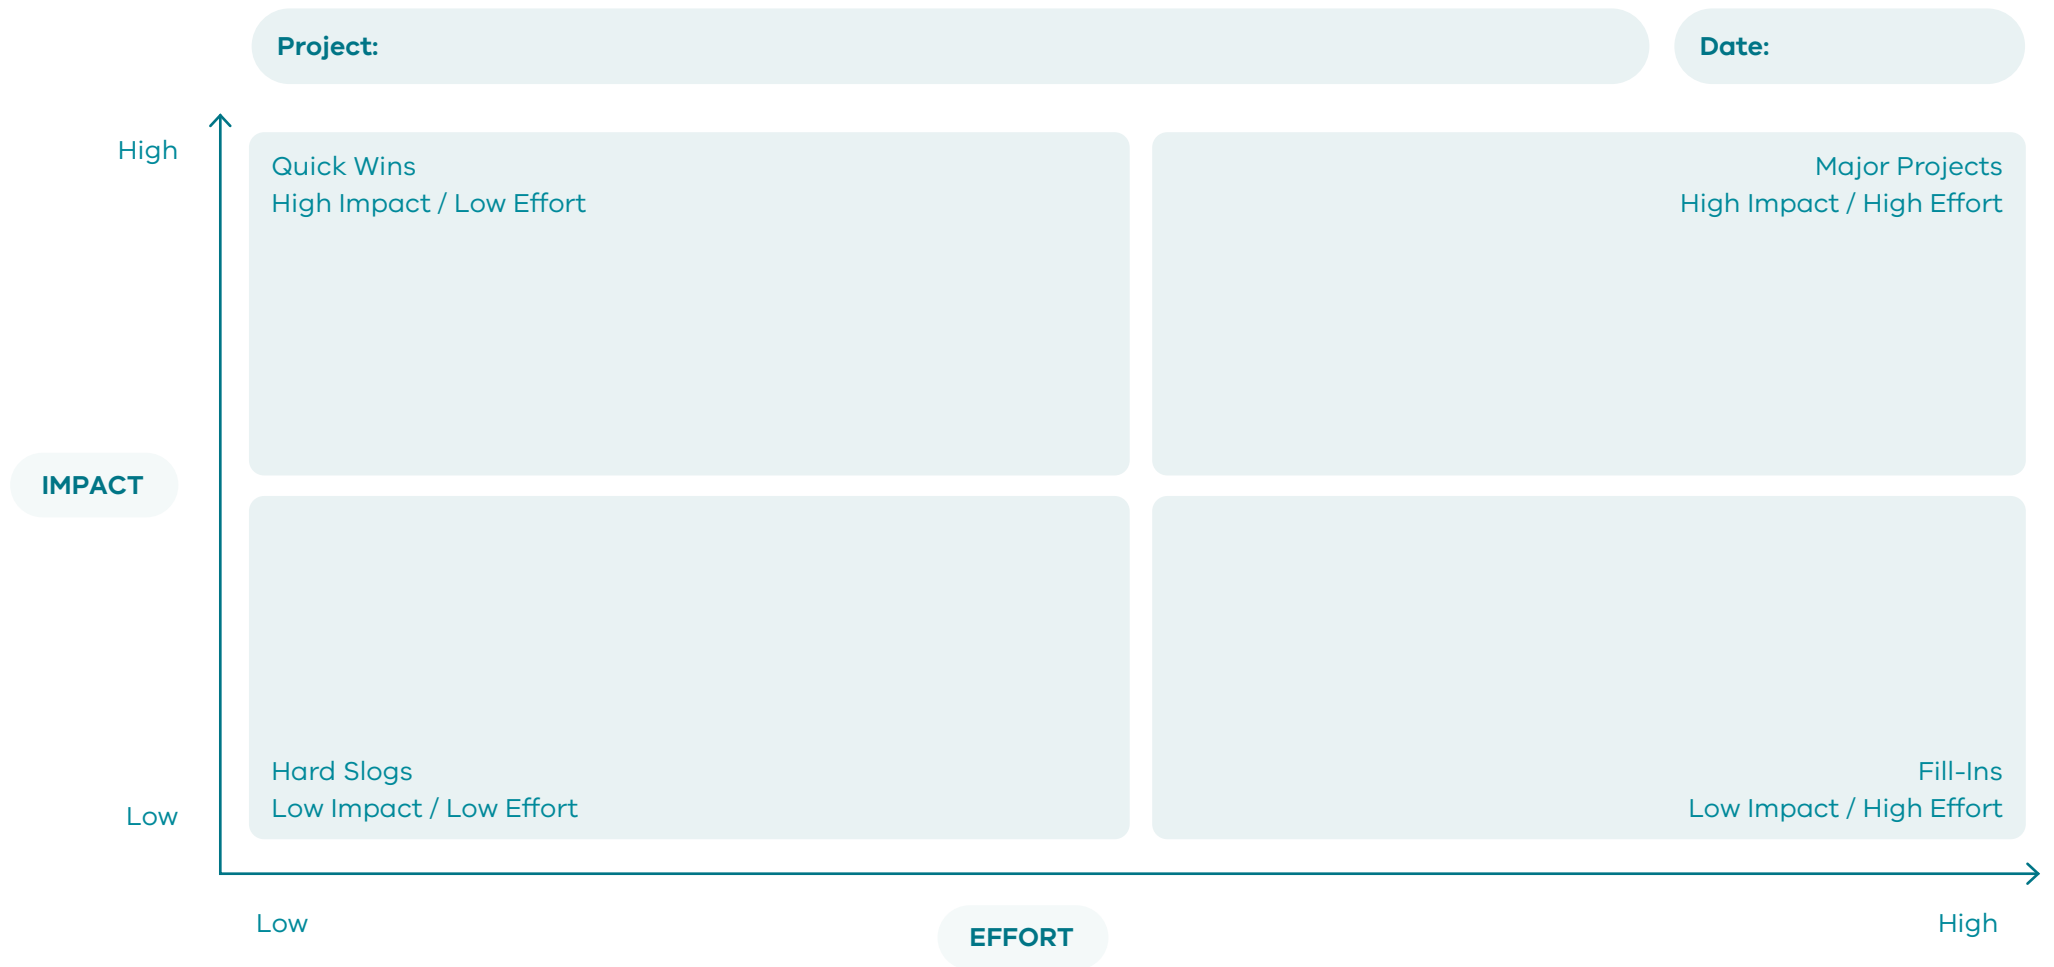 Project:
Date:
High
Quick Wins
High Impact / Low Effort
Major Projects
High Impact / High Effort
IMPACT
Hard Slogs
Low Impact / Low Effort
Fill-Ins
Low Impact / High Effort
Low
Low
EFFORT
High